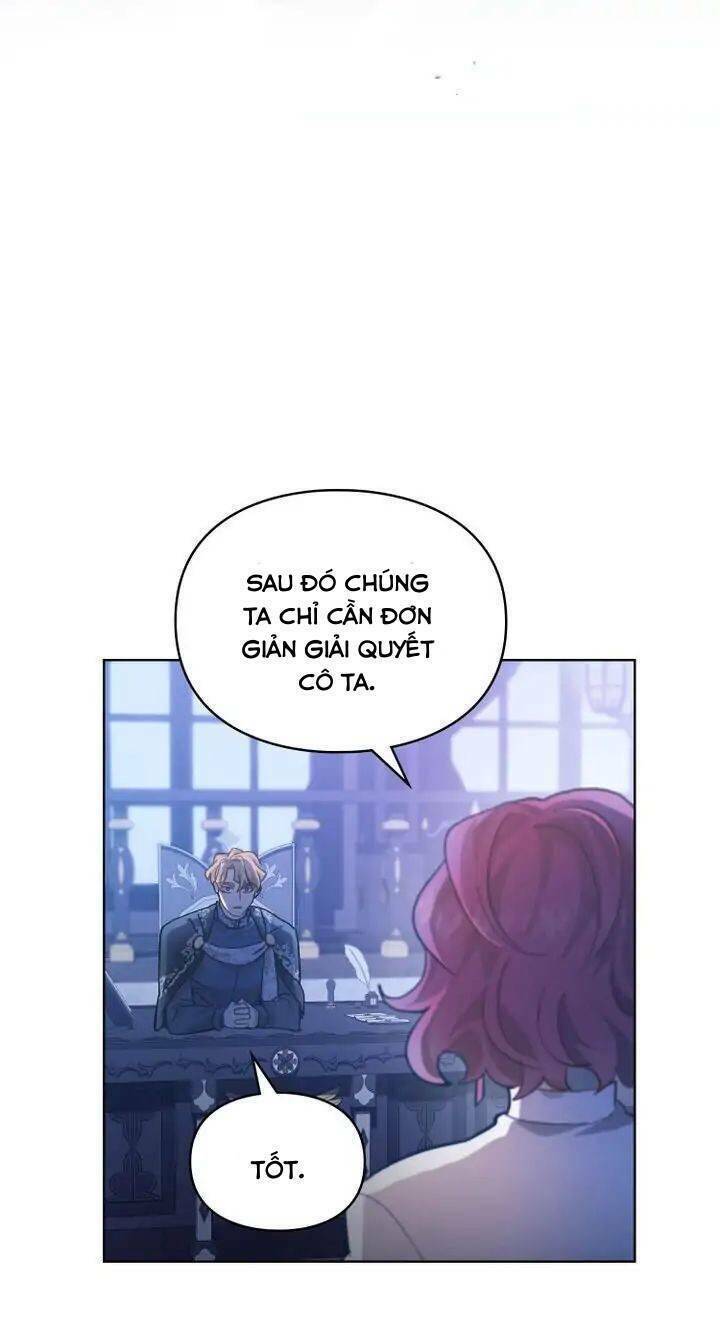 SAU ĐÓ CHÚNG
TA CHỈ CẦN ĐƠN
GIẢN GIẢI QUYẾT
CÔ TA.
TỐT.